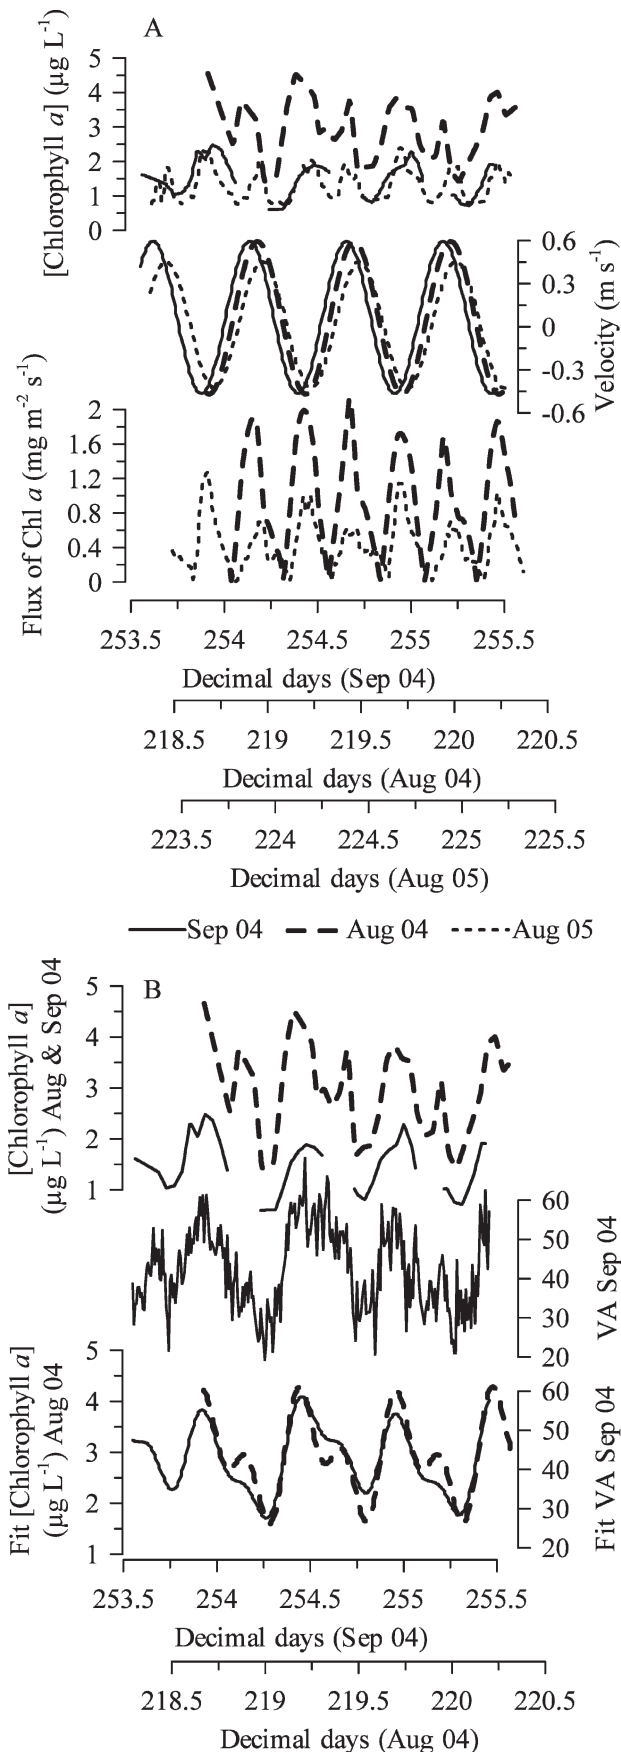 A
[Chlorophyll a] (µg L-1)
5
4
3
2
1
0
0.6
0.3
0
-0.3
-0.6
Velocity (m s-1)
Flux of Chl a (mg m-2 s-1)
2
1.6
1.2
0.8
0.4
0
253.5 254 254.5 255 255.5
Decimal days (Sep 04)
218.5 219 219.5 220 220.5
Decimal days (Aug 04)
223.5 224 224.5 225 225.5
Decimal days (Aug 05)
Sep 04 Aug 04 Aug 05
B
[Chlorophyll a]
(µg L-1) Aug & Sep 04
5
4
3
2
1
60
50
40
30
20
VA Sep 04
Fit [Chlorophyll a]
(µg L-1) Aug 04
5
4
3
2
1
60
50
40
30
20
Fit VA Sep 04
253.5 254 254.5 255 255.5
Decimal days (Sep 04)
218.5 219 219.5 220 220.5
Decimal days (Aug 04)